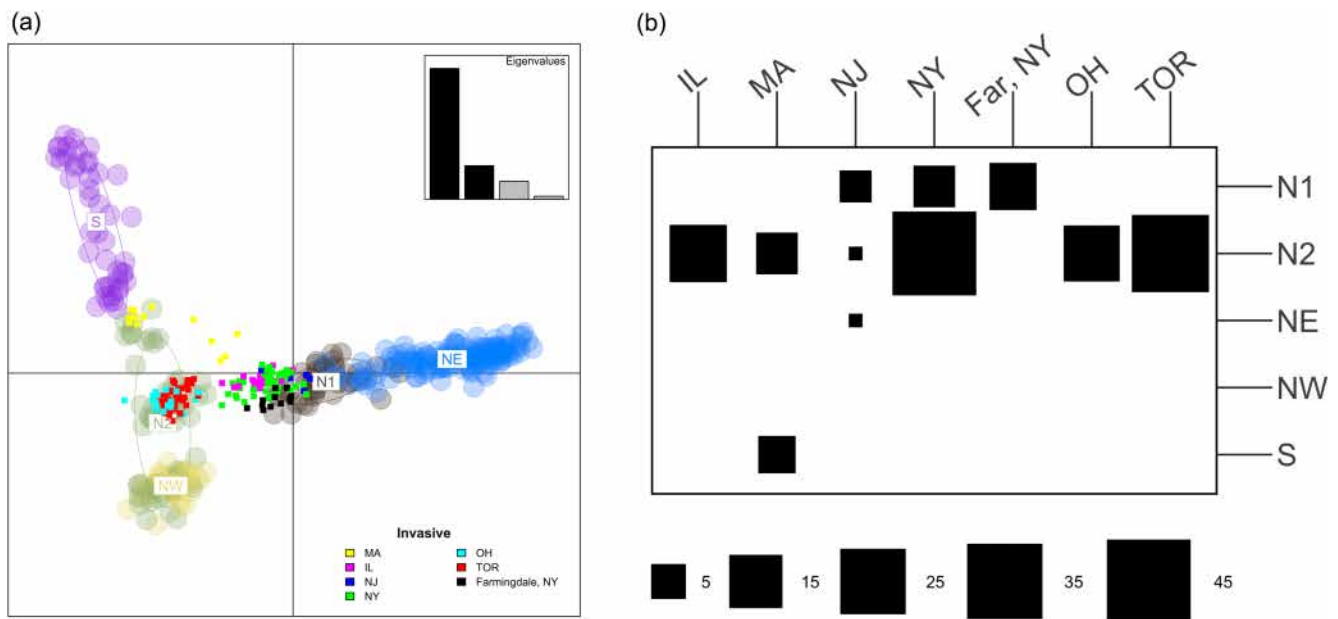 (a)
Eigenvalues
S
NE
N1
N2
NW
Invasive
MA
IL
NJ
NY
OH
TOR
Farmingdale, NY
(b)
IL MA NJ NY Far, NY OH TOR
N1
N2
NE
NW
S
5 15 25 35 45